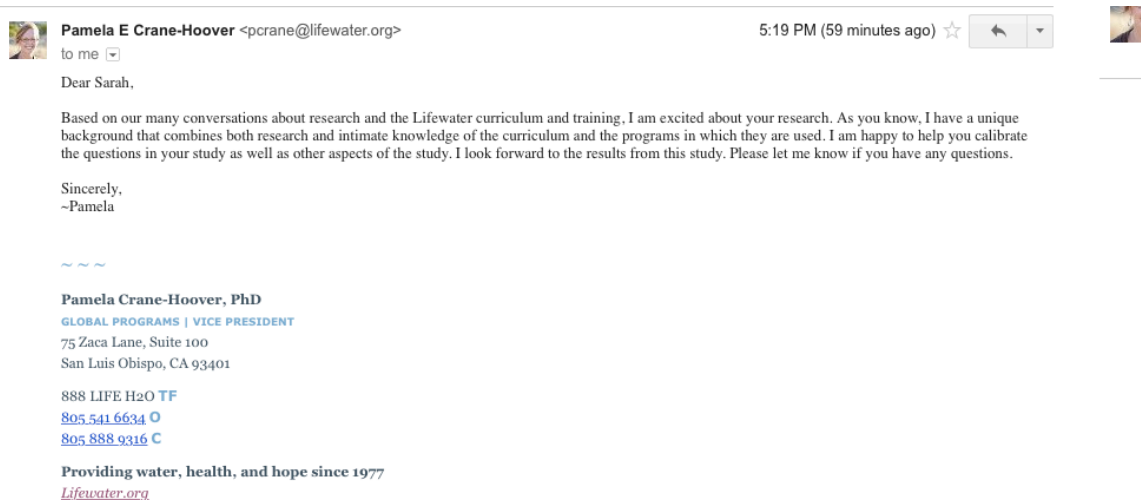 Pamela E Crane-Hoover <pcrane@lifewater.org> 5:19 PM (59 minutes ago)
to me
Dear Sarah,
Based on our many conversations about research and the Lifewater curriculum and training, I am excited about your research. As you know, I have a unique
background that combines both research and intimate knowledge of the curriculum and the programs in which they are used. I am happy to help you calibrate
the questions in your study as well as other aspects of the study. I look forward to the results from this study. Please let me know if you have any questions.
Sincerely,
~Pamela
~ ~ ~
Pamela Crane-Hoover, PhD
GLOBAL PROGRAMS | VICE PRESIDENT
75 Zaca Lane, Suite 100
San Luis Obispo, CA 93401
888 LIFE H2O TF
805 541 6634 O
805 888 9316 C
Providing water, health, and hope since 1977
Lifewater.org